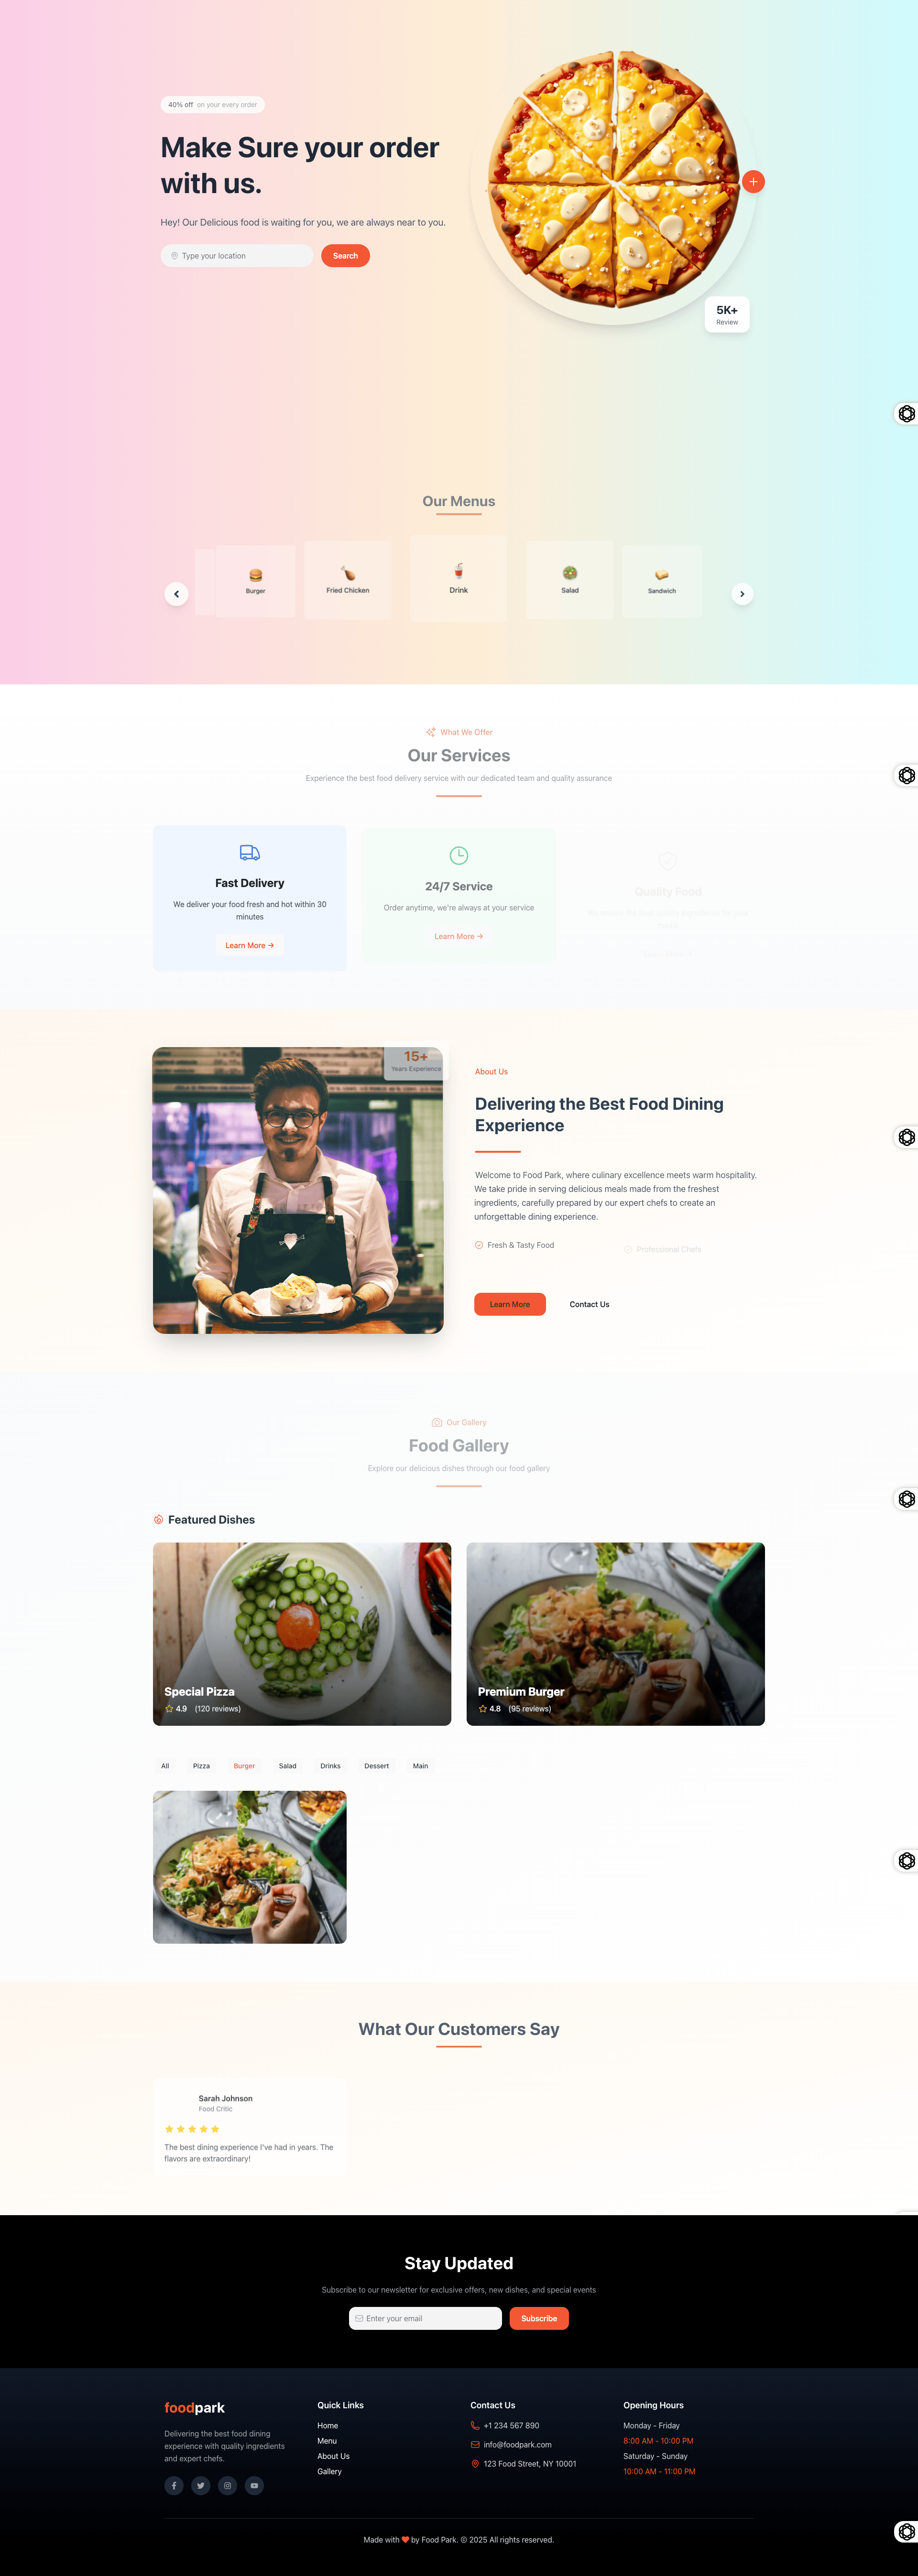 40% off on your every order
Make Sure your order
with us.
Hey! Our Delicious food is waiting for you, we are always near to you.
Type your location
Search
5K+
Review
Our Menus
Burger
Fried Chicken
Drink
Salad
Sandwich
What We Offer
Our Services
Experience the best food delivery service with our dedicated team and quality assurance
Fast Delivery
We deliver your food fresh and hot within 30
minutes
Learn More →
24/7 Service
Order anytime, we're always at your service
Learn More →
Quality Food
15+
Years Experience
About Us
Delivering the Best Food Dining
Experience
Welcome to Food Park, where culinary excellence meets warm hospitality.
We take pride in serving delicious meals made from the freshest
ingredients, carefully prepared by our expert chefs to create an
unforgettable dining experience.
Fresh & Tasty Food
Professional Chefs
Learn More
Contact Us
Our Gallery
Food Gallery
Explore our delicious dishes through our food gallery
Featured Dishes
Special Pizza
4.9 (120 reviews)
Premium Burger
4.8 (95 reviews)
All Pizza Burger Salad Drinks Dessert Main
What Our Customers Say
Sarah Johnson
Food Critic
The best dining experience I've had in years. The
flavors are extraordinary!
Stay Updated
Subscribe to our newsletter for exclusive offers, new dishes, and special events
Enter your email
Subscribe
foodpark
Delivering the best food dining
experience with quality ingredients
and expert chefs.
Quick Links
Home
Menu
About Us
Gallery
Contact Us
+1 234 567 890
info@foodpark.com
123 Food Street, NY 10001
Opening Hours
Monday - Friday
8:00 AM - 10:00 PM
Saturday - Sunday
10:00 AM - 11:00 PM
Made with ❤ by Food Park. © 2025 All rights reserved.